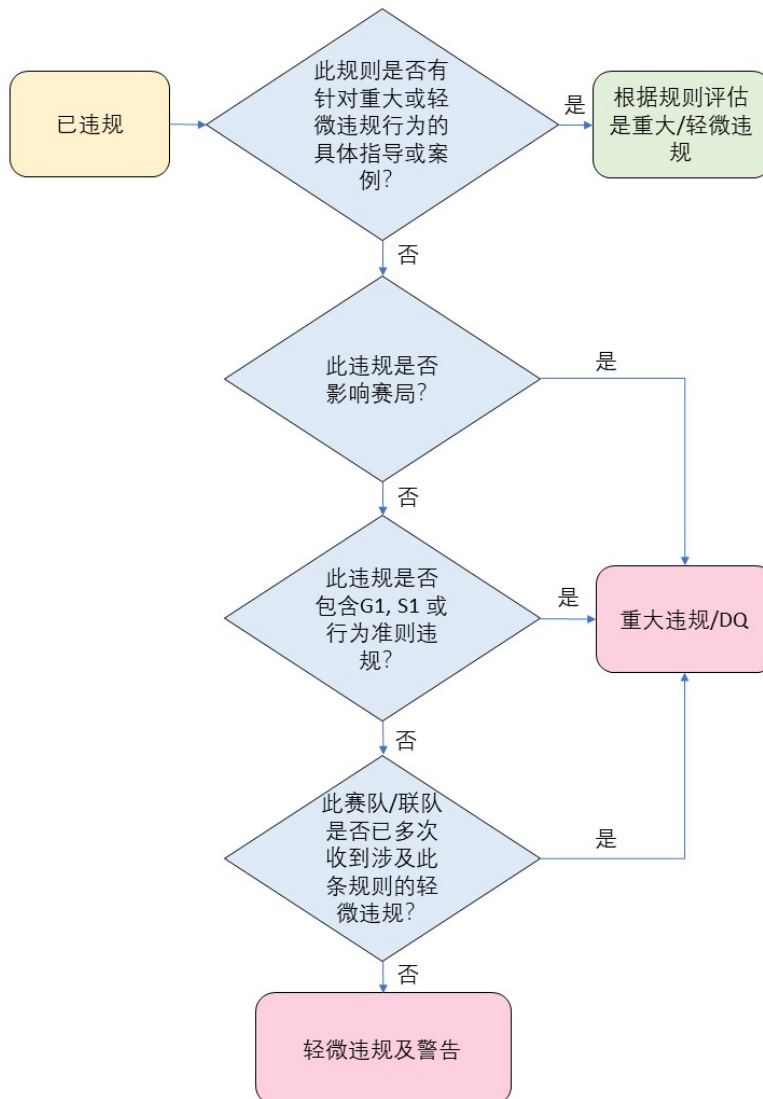 此规则是否有
针对重大或轻
微违规行为的
具体指导或案
例？
已违规
是
根据规则评估
是重大/轻微违
规
否
此违规是否
影响赛局？
是
否
此违规是否
包含G1, S1 或
行为准则违
规？
是
重大违规/DQ
否
此赛队/联队
是否已多次
收到涉及此
条规则的轻
微违规？
是
否
轻微违规及警告